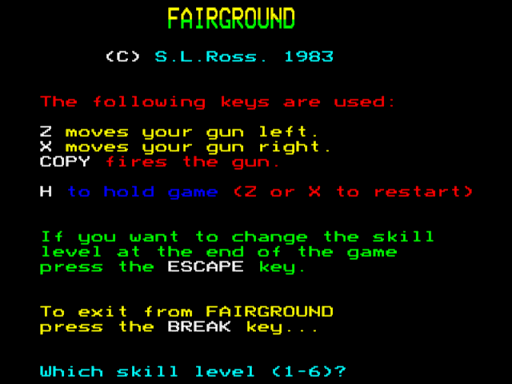 FAIRGROUND
(C) S.L.Ross. 1983
The following keys are used:
Z moves your gun left.
X moves your gun right.
COPY fires the gun.
H to hold game (Z or X to restart)
If you want to change the skill
level at the end of the game
press the ESCAPE key.
To exit from FAIRGROUND
press the BREAK key...
Which skill level (1-6)?